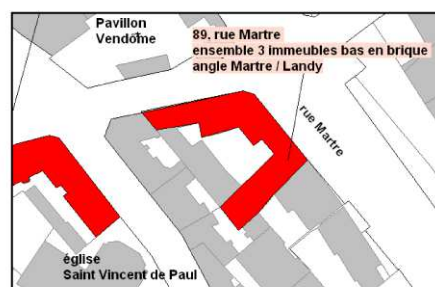 Pavillon
Vendôme
89, rue Martre
ensemble 3 immeubles bas en brique
angle Martre / Landy
rue Martre
église
Saint Vincent de Paul